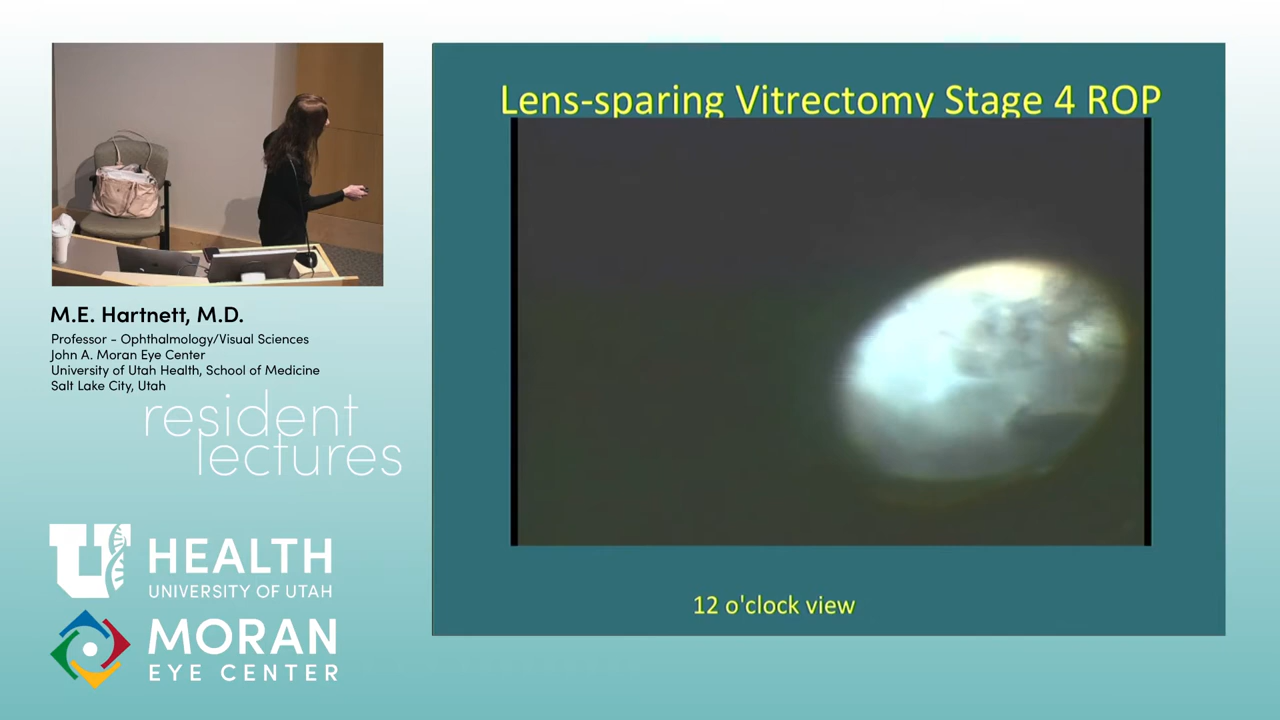 Lens-sparing Vitrectomy Stage 4 ROP
12 o'clock view
M.E. Hartnett, M.D.
Professor - Ophthalmology/Visual Sciences
John A. Moran Eye Center
University of Utah Health, School of Medicine
Salt Lake City, Utah
resident
lectures
U HEALTH
UNIVERSITY OF UTAH
MORAN
EYE CENTER